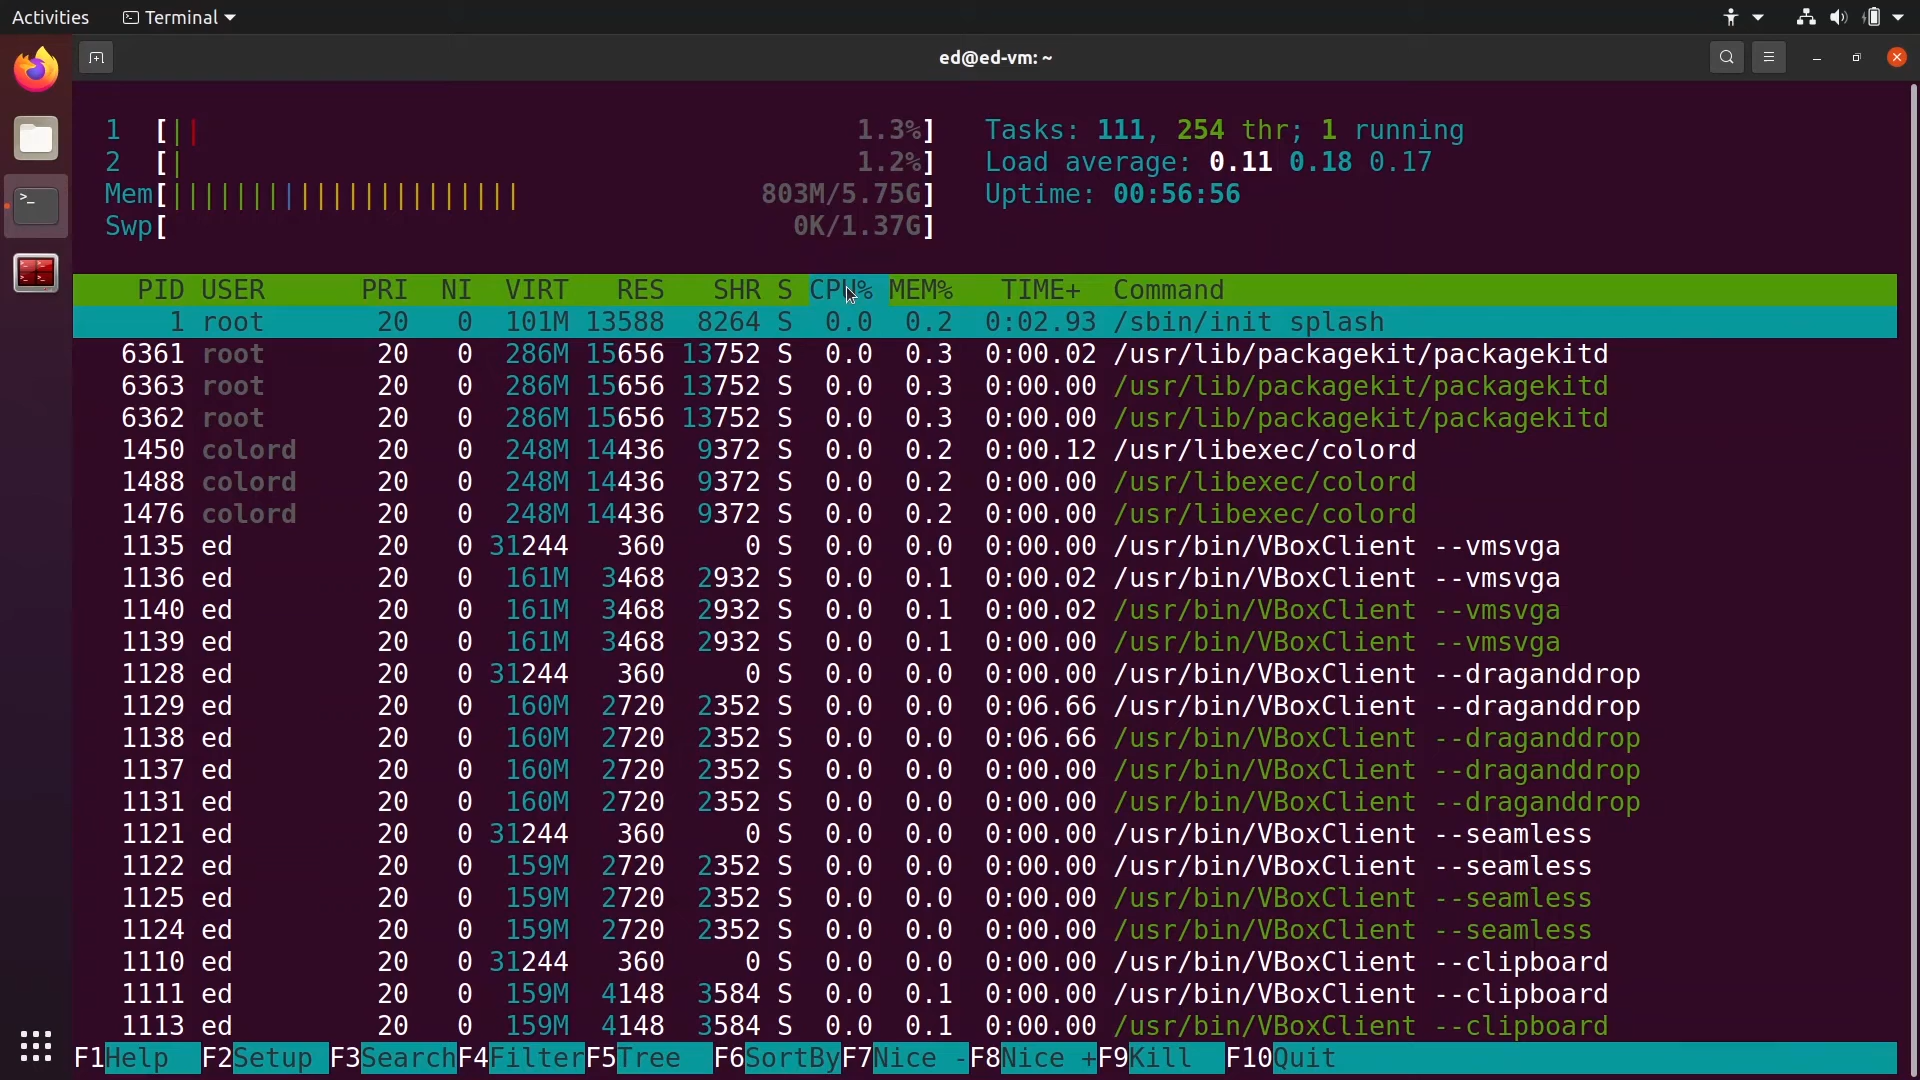 Activities Terminal
ed@ed-vm: ~
1 [|| 1.3%] Tasks: 111, 254 thr; 1 running
2 [| 1.2%] Load average: 0.11 0.18 0.17
Mem[|||||||||||||||||||||| 803M/5.75G] Uptime: 00:56:56
Swp[ 0K/1.37G]
PID USER PRI NI VIRT RES SHR S CPU% MEM% TIME+ Command
1 root 20 0 101M 13588 8264 S 0.0 0.2 0:02.93 /sbin/init splash
6361 root 20 0 286M 15656 13752 S 0.0 0.3 0:00.02 /usr/lib/packagekit/packagekitd
6363 root 20 0 286M 15656 13752 S 0.0 0.3 0:00.00 /usr/lib/packagekit/packagekitd
6362 root 20 0 286M 15656 13752 S 0.0 0.3 0:00.00 /usr/lib/packagekit/packagekitd
1450 colord 20 0 248M 14436 9372 S 0.0 0.2 0:00.12 /usr/libexec/colord
1488 colord 20 0 248M 14436 9372 S 0.0 0.2 0:00.00 /usr/libexec/colord
1476 colord 20 0 248M 14436 9372 S 0.0 0.2 0:00.00 /usr/libexec/colord
1135 ed 20 0 31244 360 0 S 0.0 0.0 0:00.00 /usr/bin/VBoxClient --vmsvga
1136 ed 20 0 161M 3468 2932 S 0.0 0.1 0:00.02 /usr/bin/VBoxClient --vmsvga
1140 ed 20 0 161M 3468 2932 S 0.0 0.1 0:00.02 /usr/bin/VBoxClient --vmsvga
1139 ed 20 0 161M 3468 2932 S 0.0 0.1 0:00.00 /usr/bin/VBoxClient --vmsvga
1128 ed 20 0 31244 360 0 S 0.0 0.0 0:00.00 /usr/bin/VBoxClient --draganddrop
1129 ed 20 0 160M 2720 2352 S 0.0 0.0 0:06.66 /usr/bin/VBoxClient --draganddrop
1138 ed 20 0 160M 2720 2352 S 0.0 0.0 0:06.66 /usr/bin/VBoxClient --draganddrop
1137 ed 20 0 160M 2720 2352 S 0.0 0.0 0:00.00 /usr/bin/VBoxClient --draganddrop
1131 ed 20 0 160M 2720 2352 S 0.0 0.0 0:00.00 /usr/bin/VBoxClient --draganddrop
1121 ed 20 0 31244 360 0 S 0.0 0.0 0:00.00 /usr/bin/VBoxClient --seamless
1122 ed 20 0 159M 2720 2352 S 0.0 0.0 0:00.00 /usr/bin/VBoxClient --seamless
1125 ed 20 0 159M 2720 2352 S 0.0 0.0 0:00.00 /usr/bin/VBoxClient --seamless
1124 ed 20 0 159M 2720 2352 S 0.0 0.0 0:00.00 /usr/bin/VBoxClient --seamless
1110 ed 20 0 31244 360 0 S 0.0 0.0 0:00.00 /usr/bin/VBoxClient --clipboard
1111 ed 20 0 159M 4148 3584 S 0.0 0.1 0:00.00 /usr/bin/VBoxClient --clipboard
1113 ed 20 0 159M 4148 3584 S 0.0 0.1 0:00.00 /usr/bin/VBoxClient --clipboard
F1Help F2Setup F3SearchF4FilterF5Tree F6SortByF7Nice -F8Nice +F9Kill F10Quit